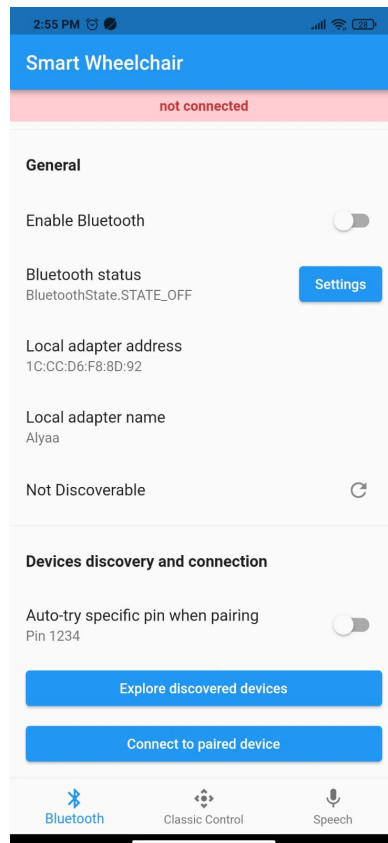 2:55 PM
28
Smart Wheelchair
not connected
General
Enable Bluetooth
Bluetooth status
BluetoothState.STATE_OFF
Settings
Local adapter address
1C:CC:D6:F8:8D:92
Local adapter name
Alyaa
Not Discoverable
Devices discovery and connection
Auto-try specific pin when pairing
Pin 1234
Explore discovered devices
Connect to paired device
Bluetooth
Classic Control
Speech